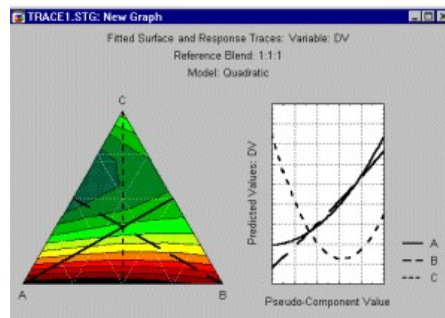 TRACE1.STG: New Graph
Fitted Surface and Response Traces: Variable: DV
Reference Blend: 1:1:1
Model: Quadratic
C
A
B
Predicted Values: DV
Pseudo-Component Value
A
B
C